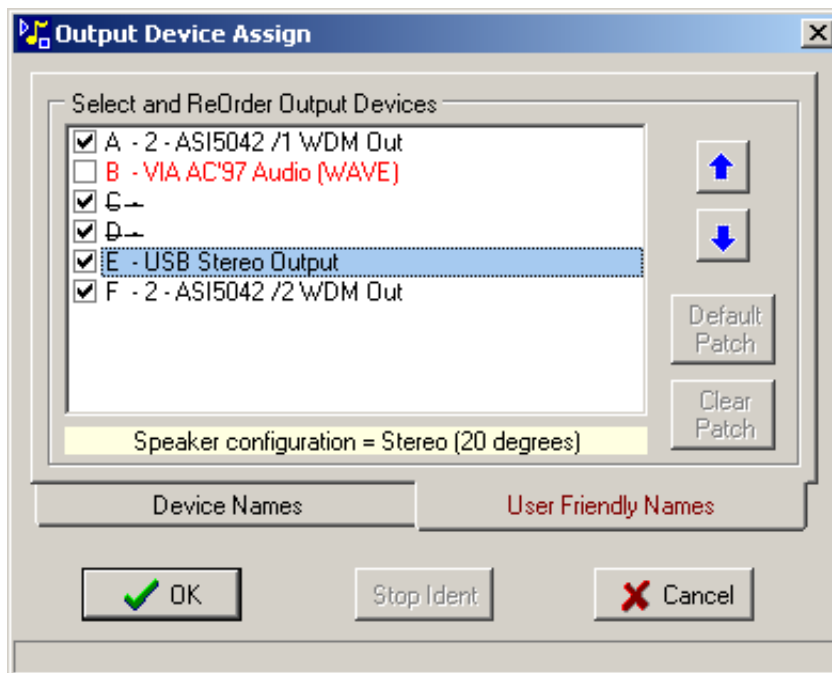 Output Device Assign
Select and ReOrder Output Devices
A - 2 - ASI5042 /1 WDM Out
B - VIA AC'97 Audio (WAVE)
C -
D -
E - USB Stereo Output
F - 2 - ASI5042 /2 WDM Out
Default
Patch
Clear
Patch
Speaker configuration = Stereo (20 degrees)
Device Names
User Friendly Names
OK
Stop Ident
Cancel